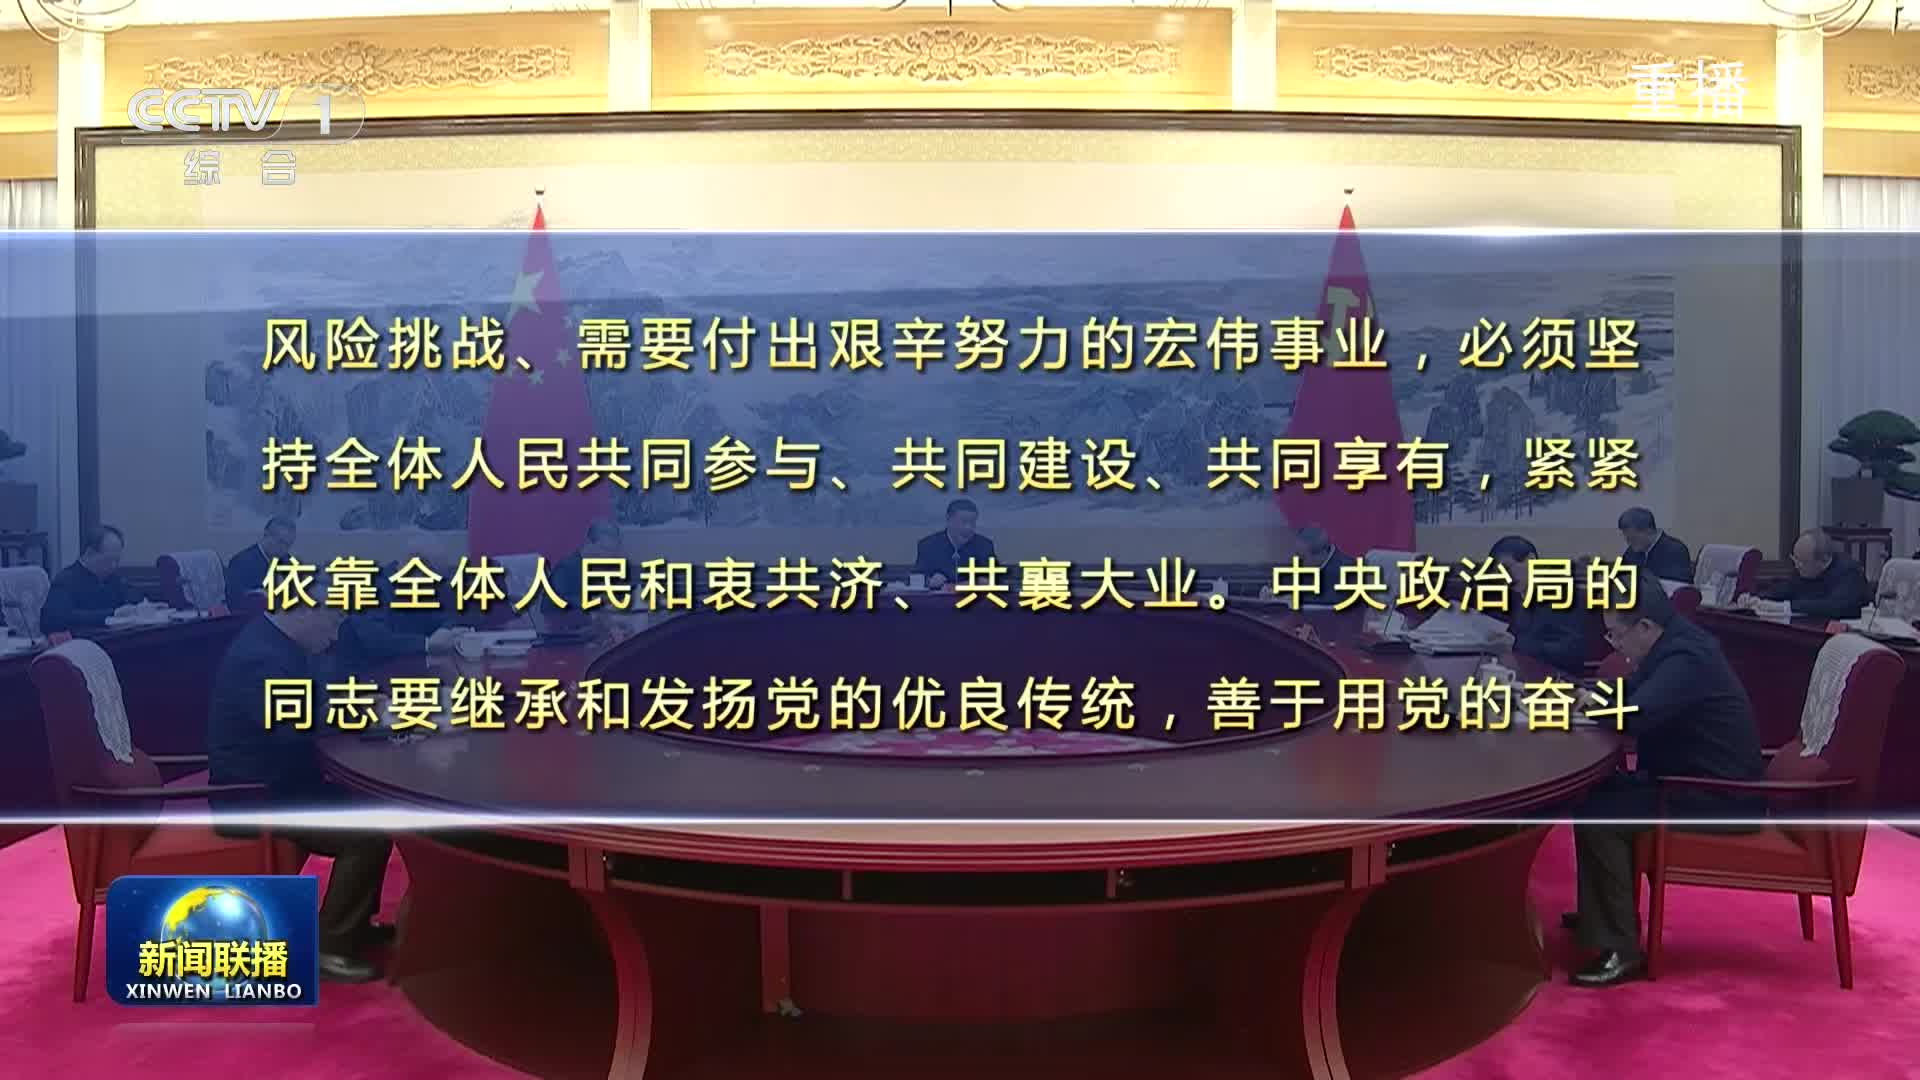 重播
CCTV 1
综合
风险挑战、需要付出艰辛努力的宏伟事业，必须坚
持全体人民共同参与、共同建设、共同享有，紧紧
依靠全体人民和衷共济、共襄大业。中央政治局的
同志要继承和发扬党的优良传统，善于用党的奋斗
新闻联播
XINWEN LIANBO